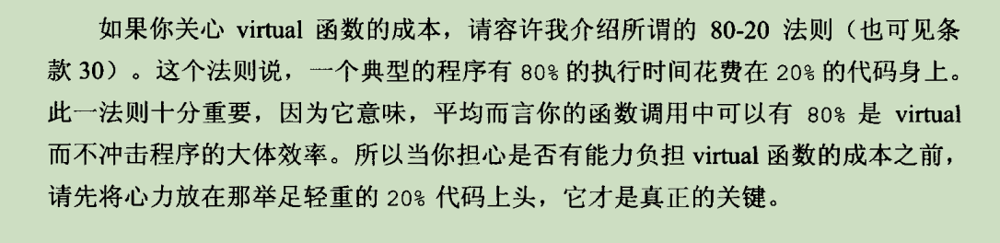 如果你关心 virtual 函数的成本，请容许我介绍所谓的 80-20 法则（也可见条
款 30）。这个法则说，一个典型的程序有 80% 的执行时间花费在 20% 的代码身上。
此一法则十分重要，因为它意味，平均而言你的函数调用中可以有 80% 是 virtual
而不冲击程序的大体效率。所以当你担心是否有能力负担 virtual 函数的成本之前，
请先将心力放在那举足轻重的 20% 代码上头，它才是真正的关键。